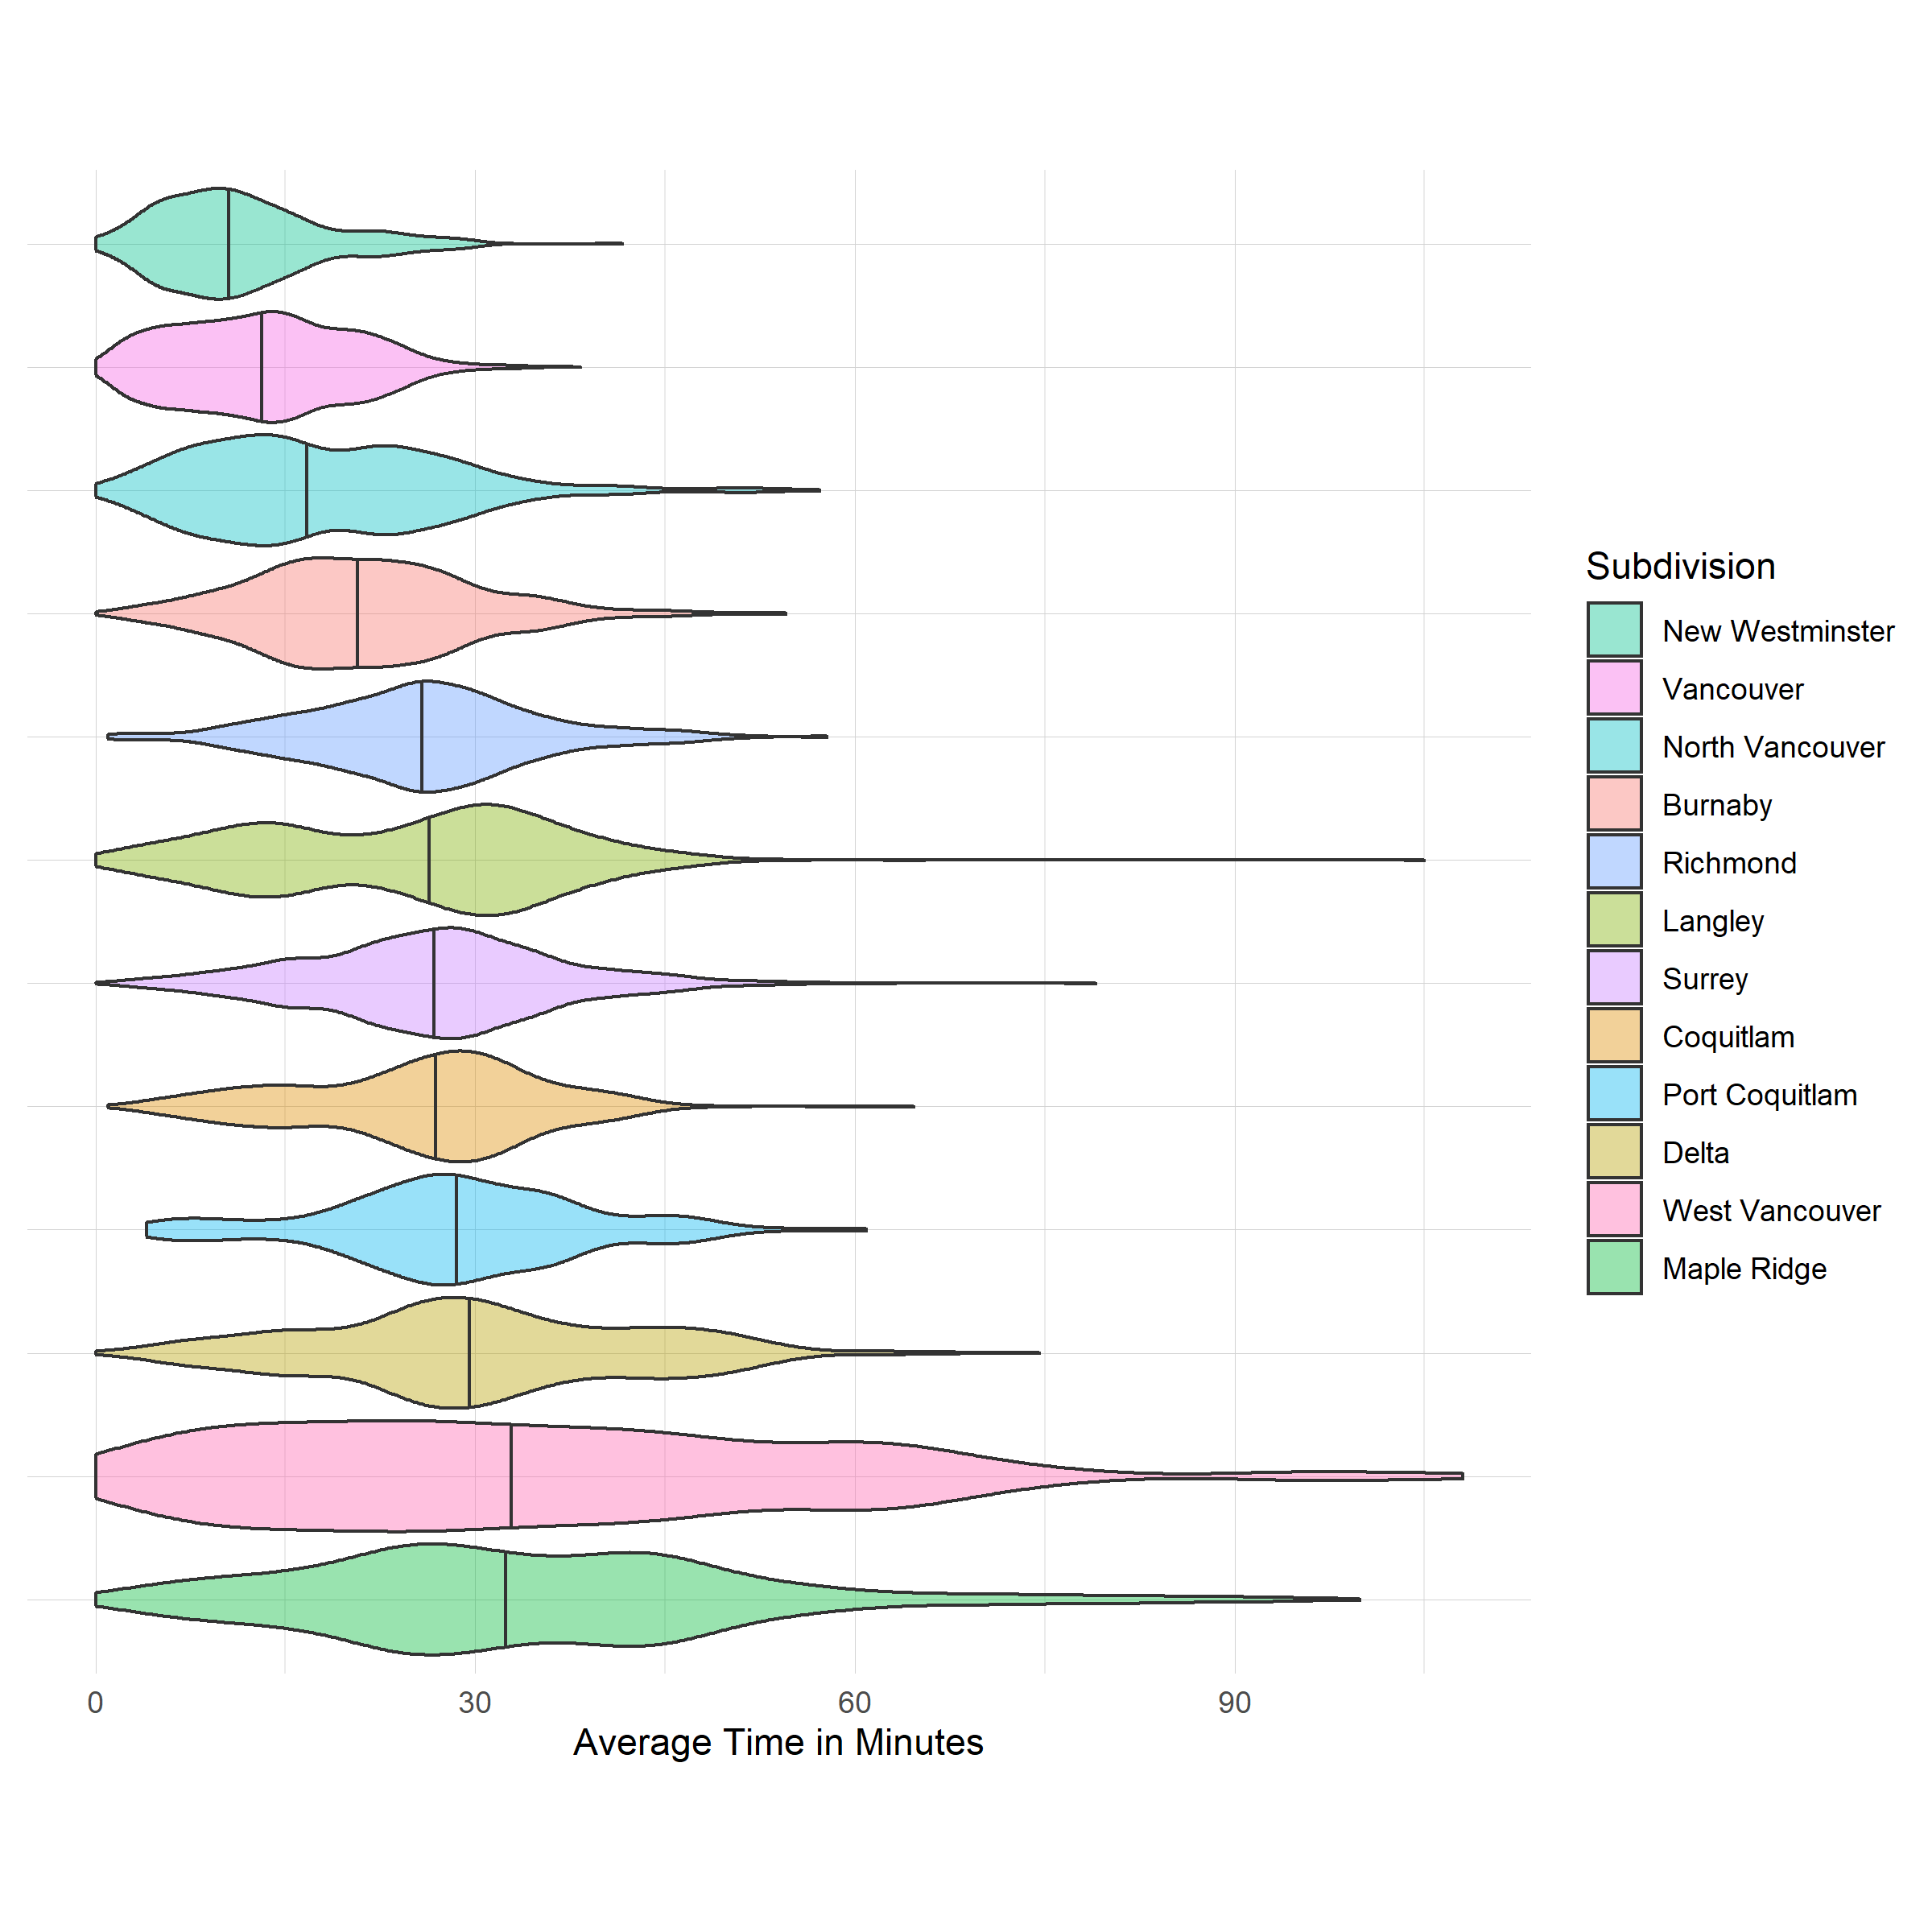 Subdivision
New Westminster
Vancouver
North Vancouver
Burnaby
Richmond
Langley
Surrey
Coquitlam
Port Coquitlam
Delta
West Vancouver
Maple Ridge
0 30 60 90
Average Time in Minutes